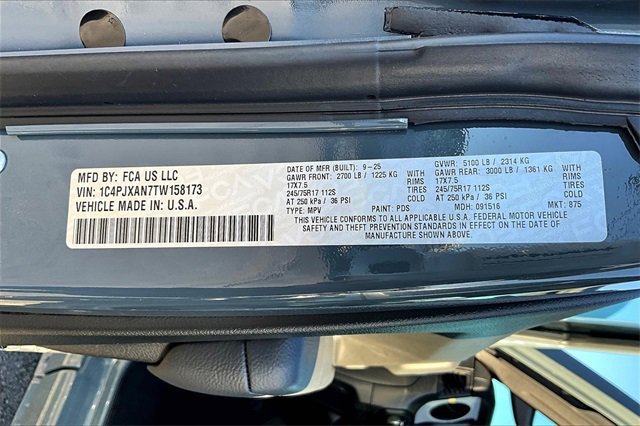 MFD BY: FCA US LLC
VIN: 1C4PJXAN7TW158173
VEHICLE MADE IN: U.S.A.
DATE OF MFR (BUILT): 9-25 GVWR: 5100 LB / 2314 KG
GAWR FRONT: 2700 LB / 1225 KG WITH GAWR REAR: 3000 LB / 1361 KG WITH
17X7.5 RIMS 17X7.5 RIMS
245/75R17 112S TIRES 245/75R17 112S TIRES
AT 250 kPa / 36 PSI COLD AT 250 kPa / 36 PSI COLD
TYPE: MPV PAINT: PDS MDH: 091516 MKT: 875
THIS VEHICLE CONFORMS TO ALL APPLICABLE U.S.A. FEDERAL MOTOR VEHICLE
SAFETY AND THEFT PREVENTION STANDARDS IN EFFECT ON THE DATE OF
MANUFACTURE SHOWN ABOVE.